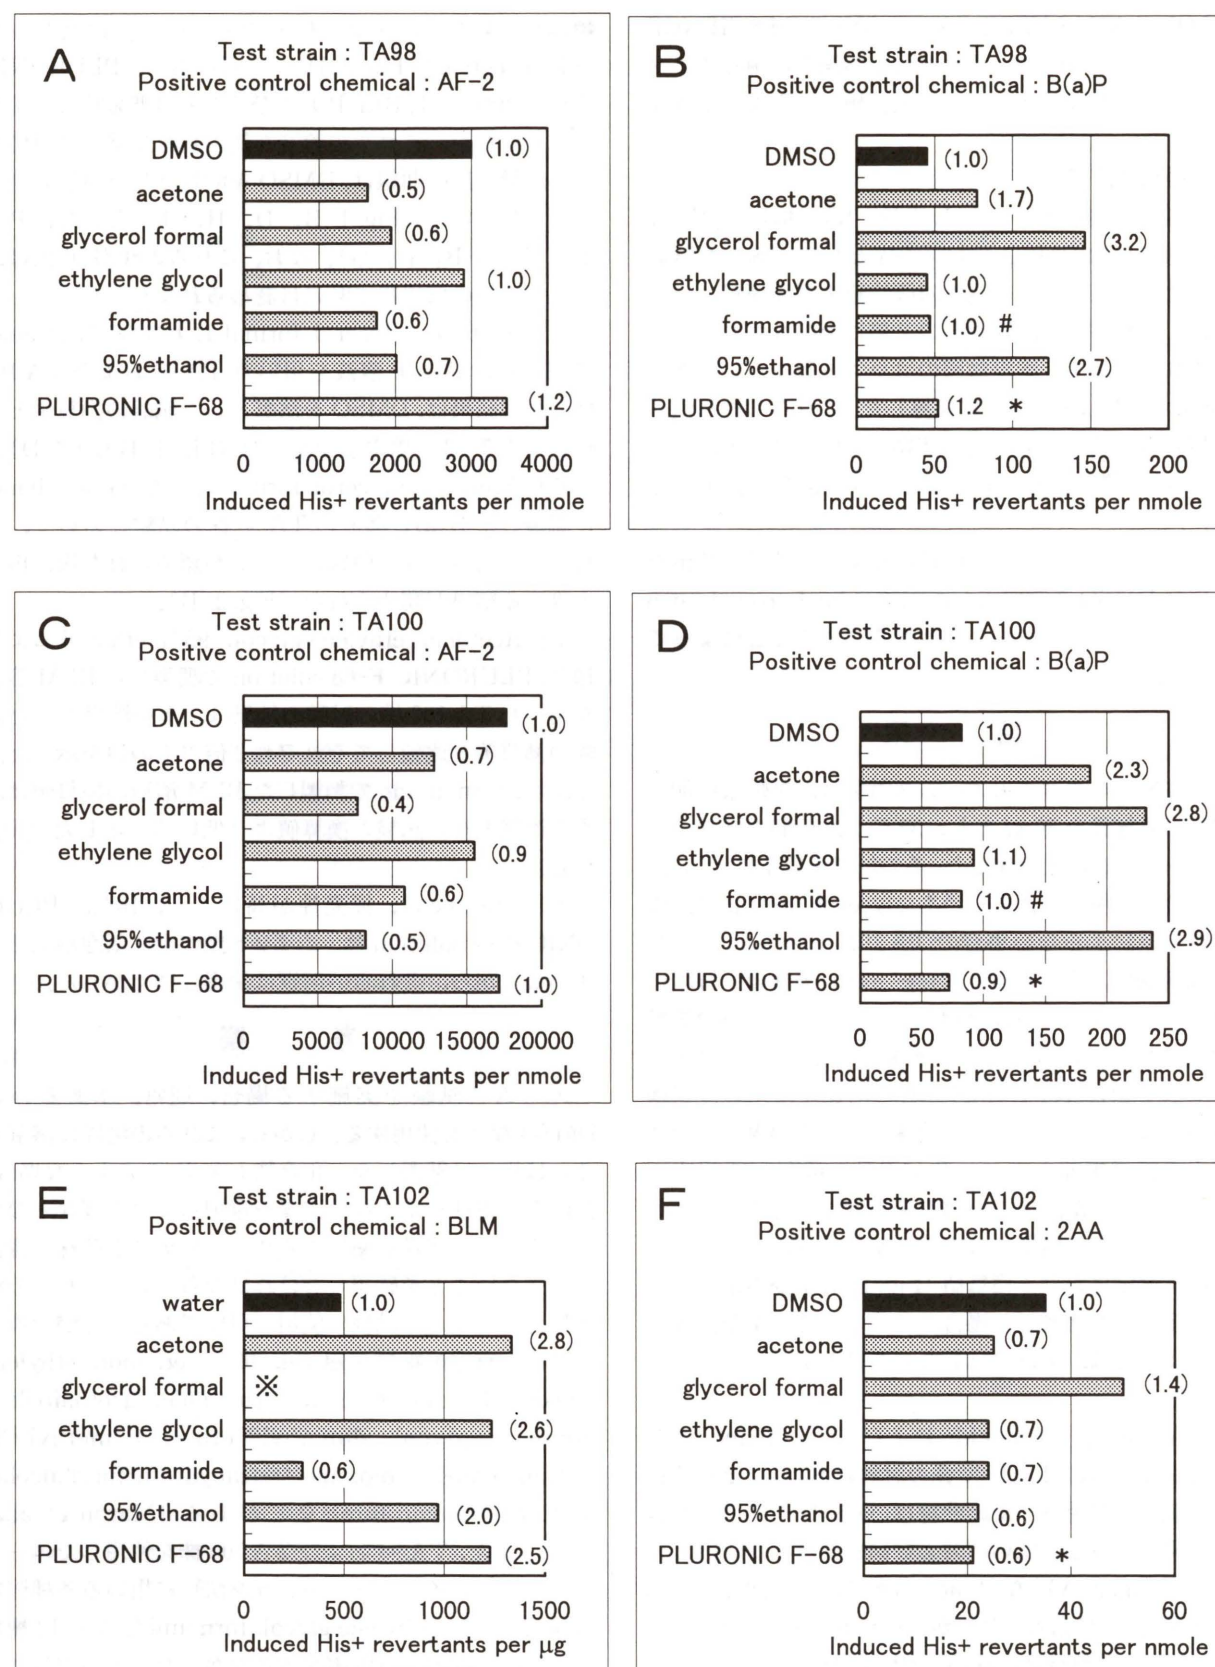 A
Test strain : TA98
Positive control chemical : AF-2
DMSO (1.0)
acetone (0.5)
glycerol formal (0.6)
ethylene glycol (1.0)
formamide (0.6)
95%ethanol (0.7)
PLURONIC F-68 (1.2)
0 1000 2000 3000 4000
Induced His+ revertants per nmole
B
Test strain : TA98
Positive control chemical : B(a)P
DMSO (1.0)
acetone (1.7)
glycerol formal (3.2)
ethylene glycol (1.0)
formamide (1.0) #
95%ethanol (2.7)
PLURONIC F-68 (1.2 *
0 50 100 150 200
Induced His+ revertants per nmole
C
Test strain : TA100
Positive control chemical : AF-2
DMSO (1.0)
acetone (0.7)
glycerol formal (0.4)
ethylene glycol (0.9
formamide (0.6)
95%ethanol (0.5)
PLURONIC F-68 (1.0)
0 5000 10000 15000 20000
Induced His+ revertants per nmole
D
Test strain : TA100
Positive control chemical : B(a)P
DMSO (1.0)
acetone (2.3)
glycerol formal (2.8)
ethylene glycol (1.1)
formamide (1.0) #
95%ethanol (2.9)
PLURONIC F-68 (0.9) *
0 50 100 150 200 250
Induced His+ revertants per nmole
E
Test strain : TA102
Positive control chemical : BLM
water (1.0)
acetone (2.8)
glycerol formal ※
ethylene glycol (2.6)
formamide (0.6)
95%ethanol (2.0)
PLURONIC F-68 (2.5)
0 500 1000 1500
Induced His+ revertants per μg
F
Test strain : TA102
Positive control chemical : 2AA
DMSO (1.0)
acetone (0.7)
glycerol formal (1.4)
ethylene glycol (0.7)
formamide (0.7)
95%ethanol (0.6)
PLURONIC F-68 (0.6) *
0 20 40 60
Induced His+ revertants per nmole